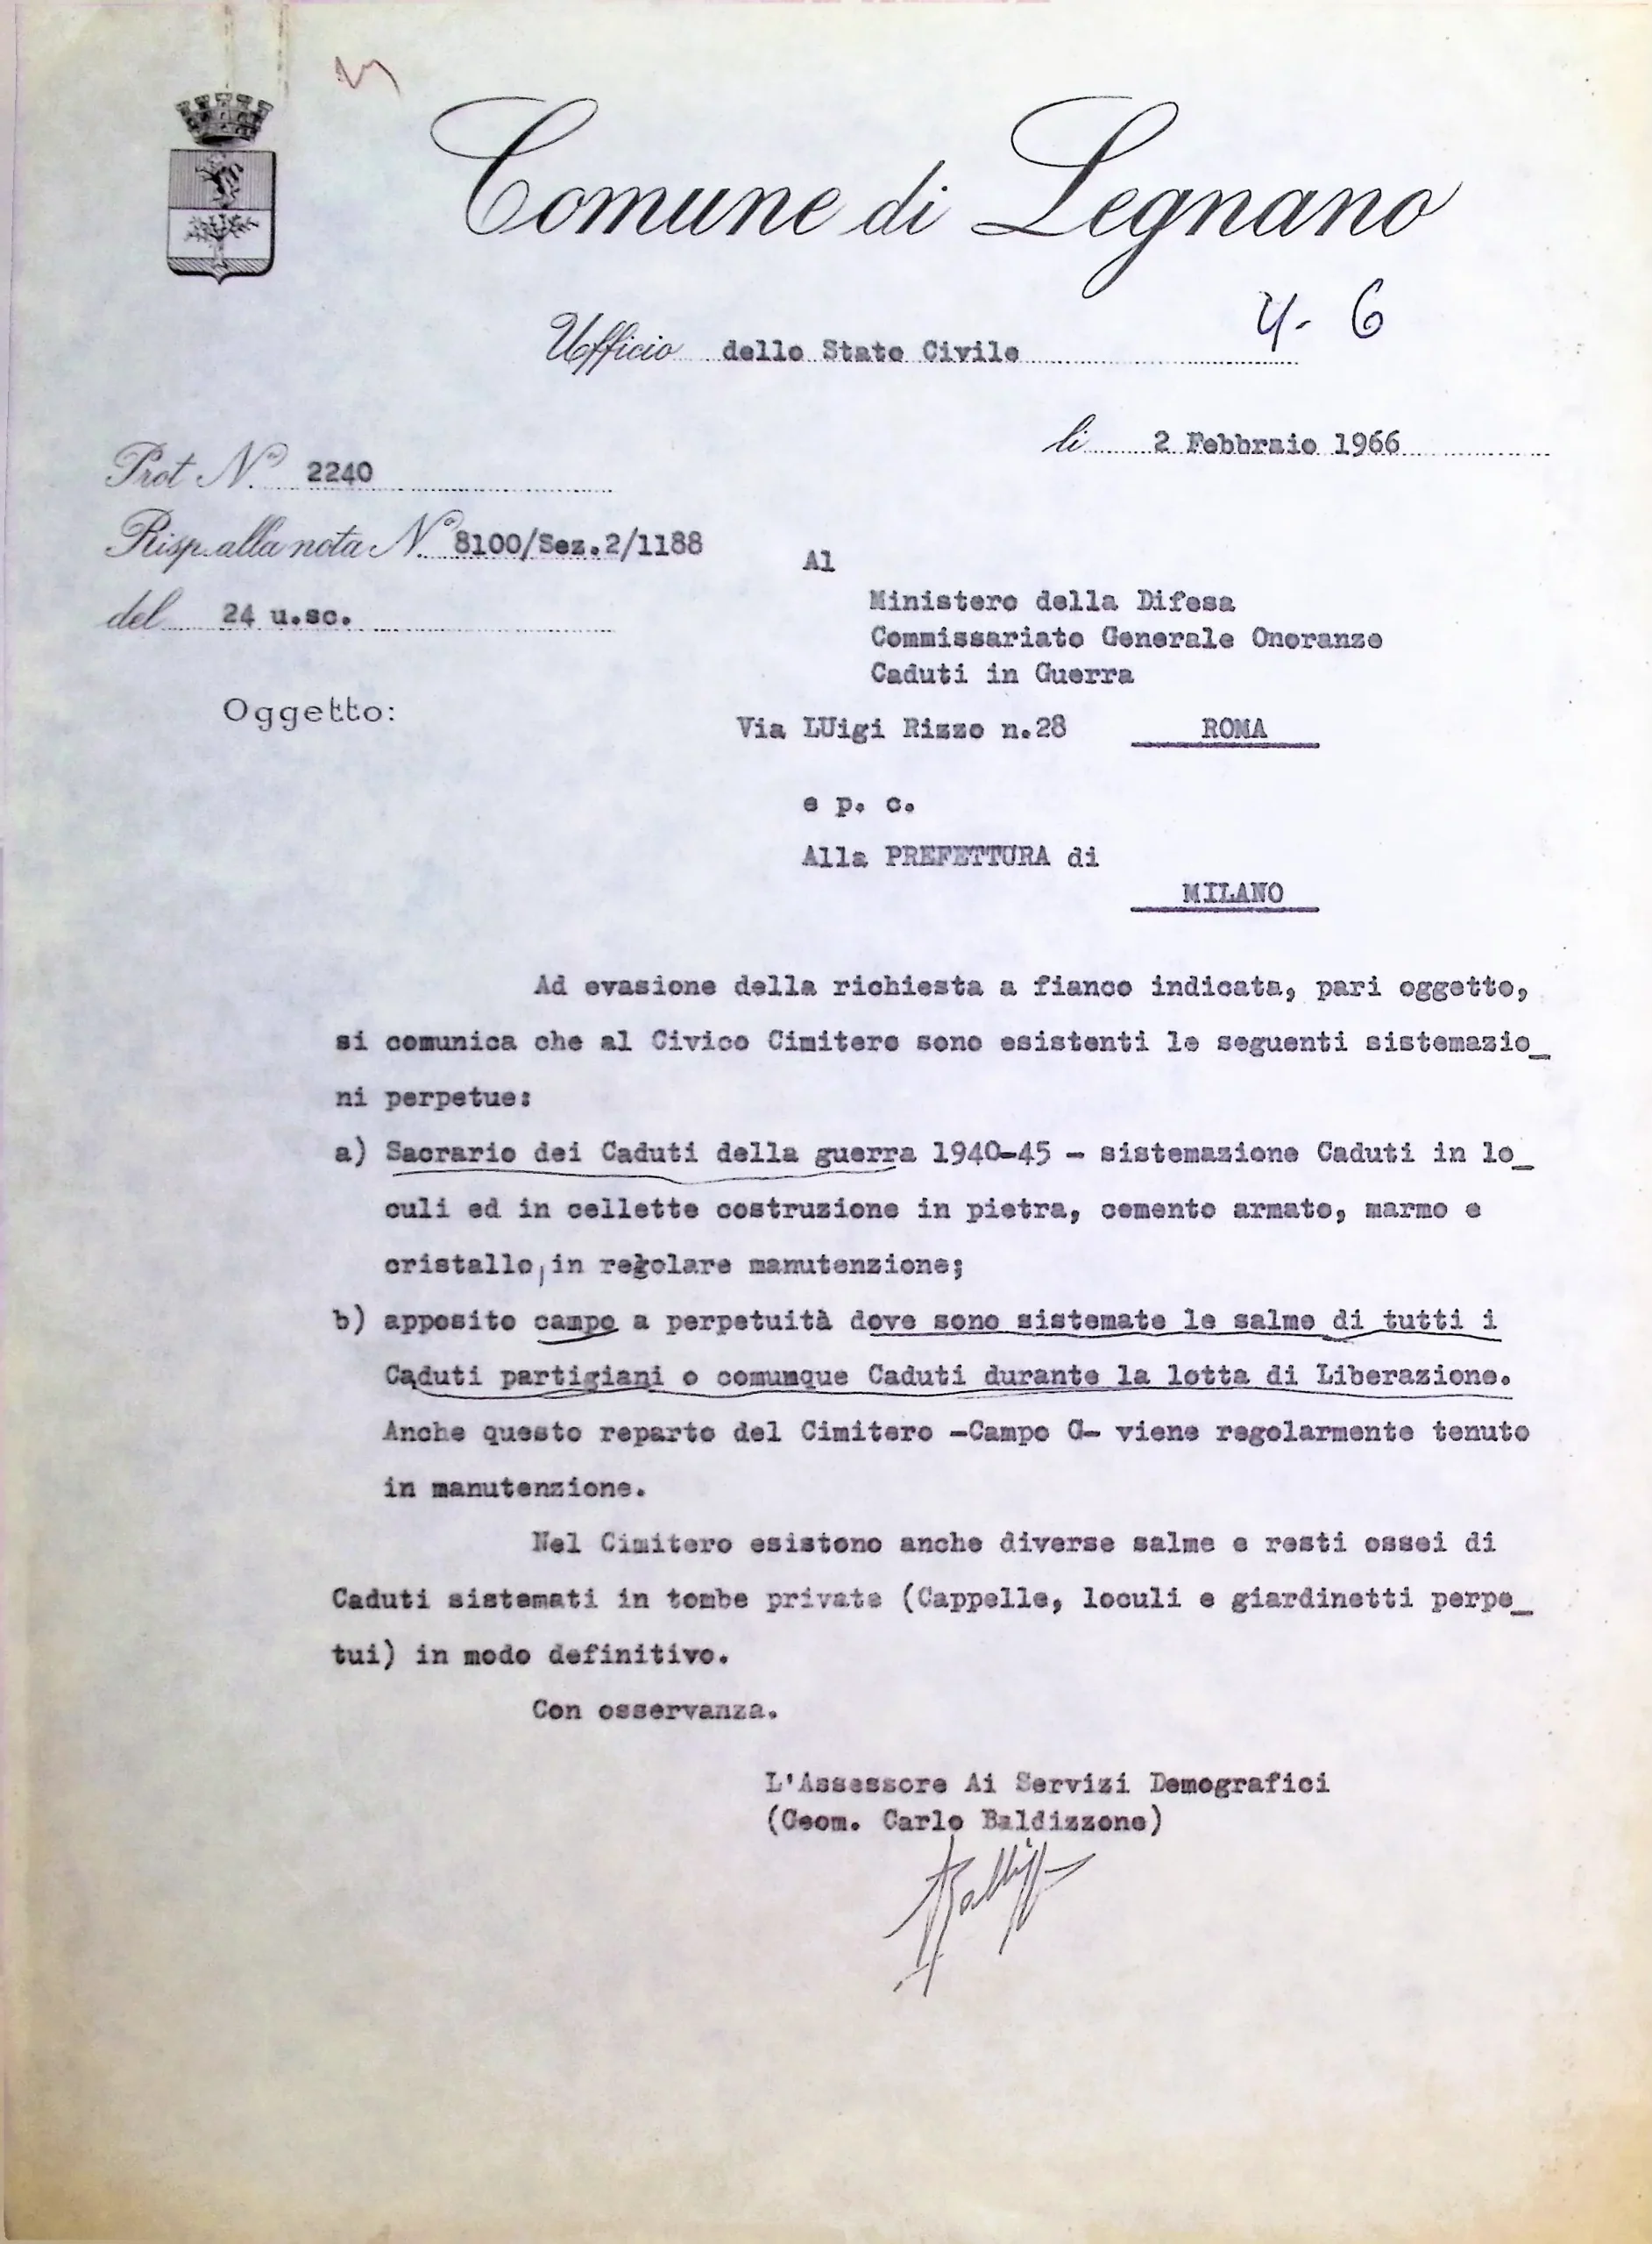 Comune di Legnano
4. 6
Ufficio dello Stato Civile
li 2 Febbraio 1966
Prot N.° 2240
Risp. alla nota N.° 8100/Sez.2/1188
del 24 u.sc.
Al
Ministero della Difesa
Commissariato Generale Onoranze
Caduti in Guerra
Oggetto:
Via LUigi Rizzo n.28 ROMA
e p. c.
Alla PREFETTURA di
MILANO
Ad evasione della richiesta a fianco indicata, pari oggetto,
si comunica che al Civico Cimitero sono esistenti le seguenti sistemazio_
ni perpetue:
a) Sacrario dei Caduti della guerra 1940-45 - sistemazione Caduti in lo_
culi ed in cellette costruzione in pietra, cemento armato, marmo e
cristallo, in regolare manutenzione;
b) apposito campo a perpetuità dove sono sistemate le salme di tutti i
Caduti partigiani o comunque Caduti durante la lotta di Liberazione.
Anche questo reparto del Cimitero -Campo G- viene regolarmente tenuto
in manutenzione.
Nel Cimitero esistono anche diverse salme e resti ossei di
Caduti sistemati in tombe private (Cappelle, loculi e giardinetti perpe_
tui) in modo definitivo.
Con osservanza.
L'Assessore Ai Servizi Demografici
(Geom. Carlo Baldizzone)